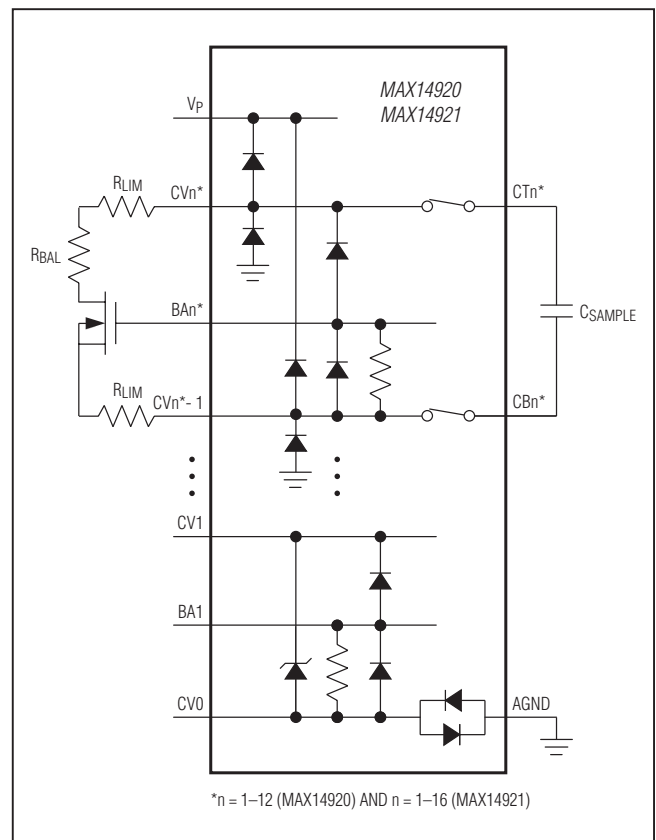 MAX14920
MAX14921
VP
RLIM
CVn*
CTn*
RBAL
BAn*
CSAMPLE
RLIM
CVn*- 1
CBn*
CV1
BA1
CV0
AGND
*n = 1–12 (MAX14920) AND n = 1–16 (MAX14921)